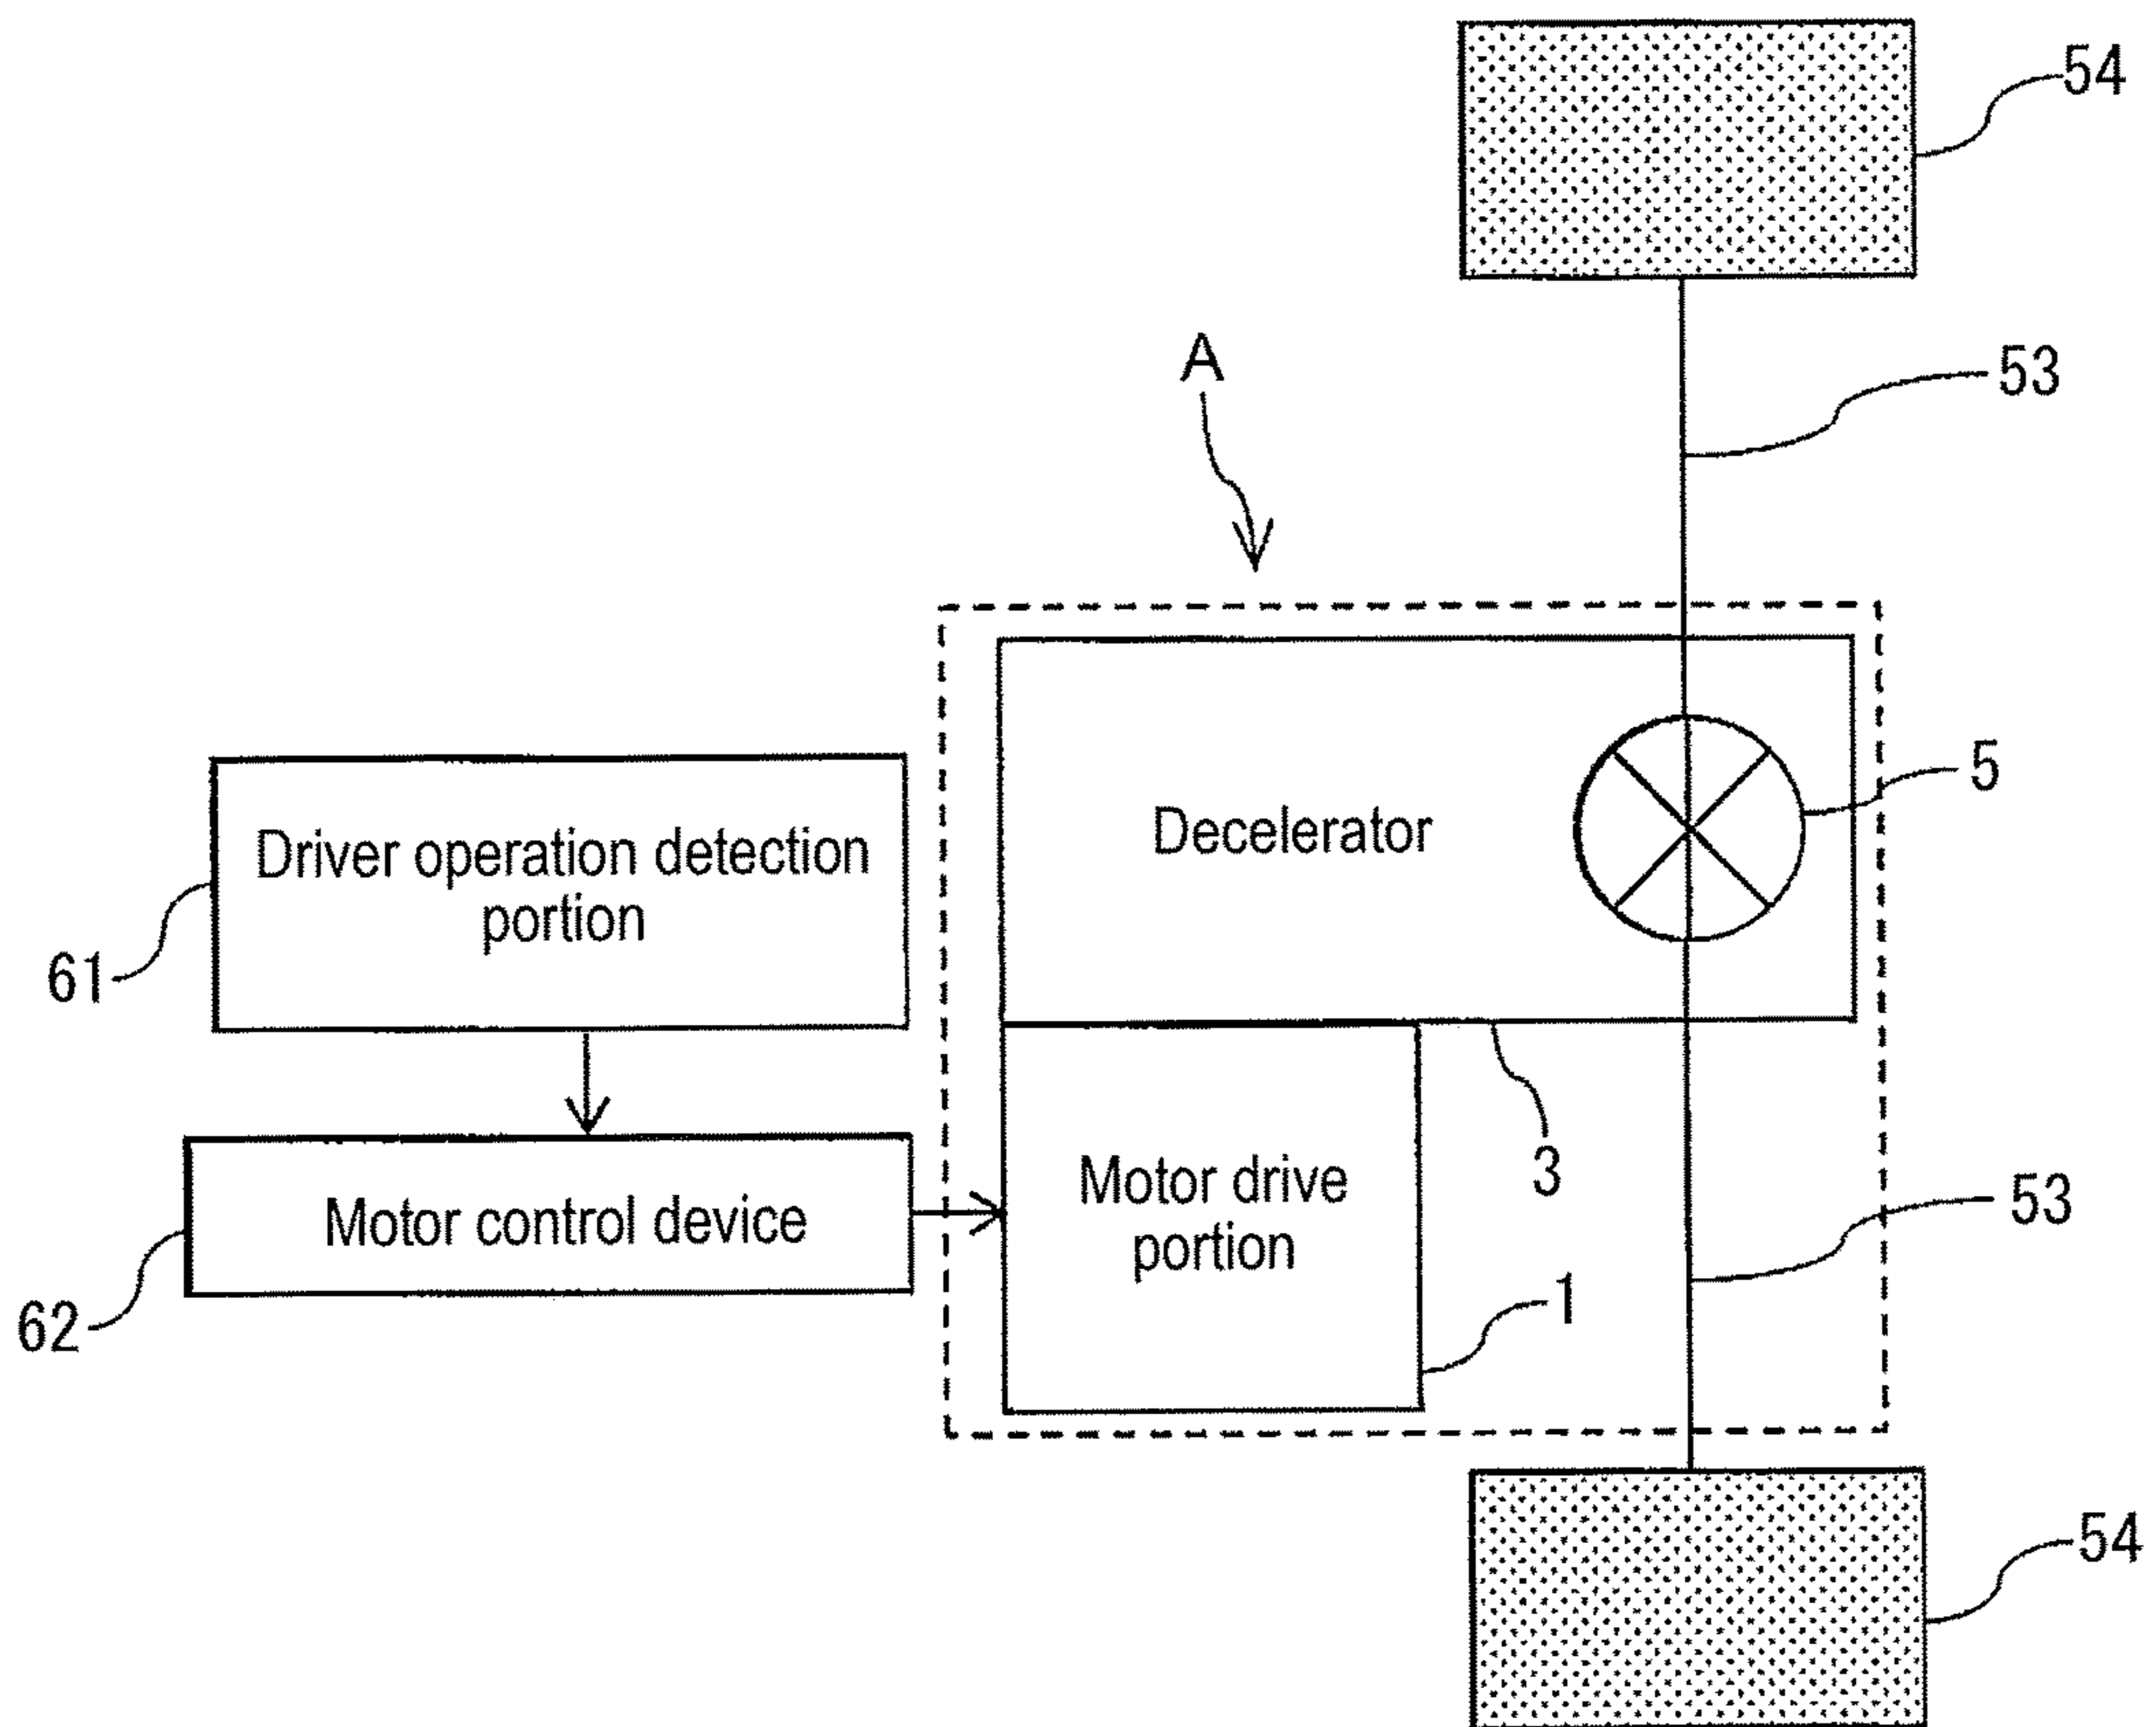 54
A
53
5
Decelerator
Driver operation detection
portion
61
3
Motor drive
portion
53
Motor control device
1
62
54